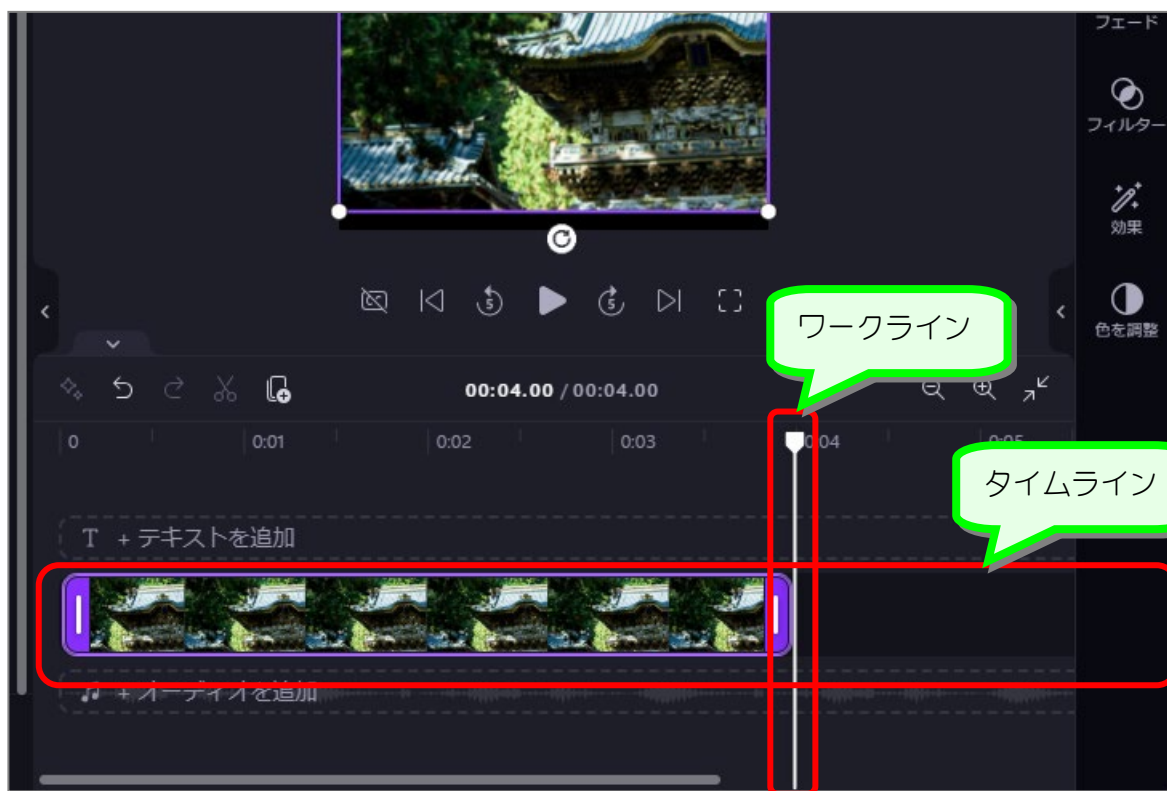 フェード
フィルター
効果
色を調整
ワークライン
00:04.00 / 00:04.00
0 0:01 0:02 0:03 0:04 0:05
タイムライン
T + テキストを追加
+ オーディオを追加